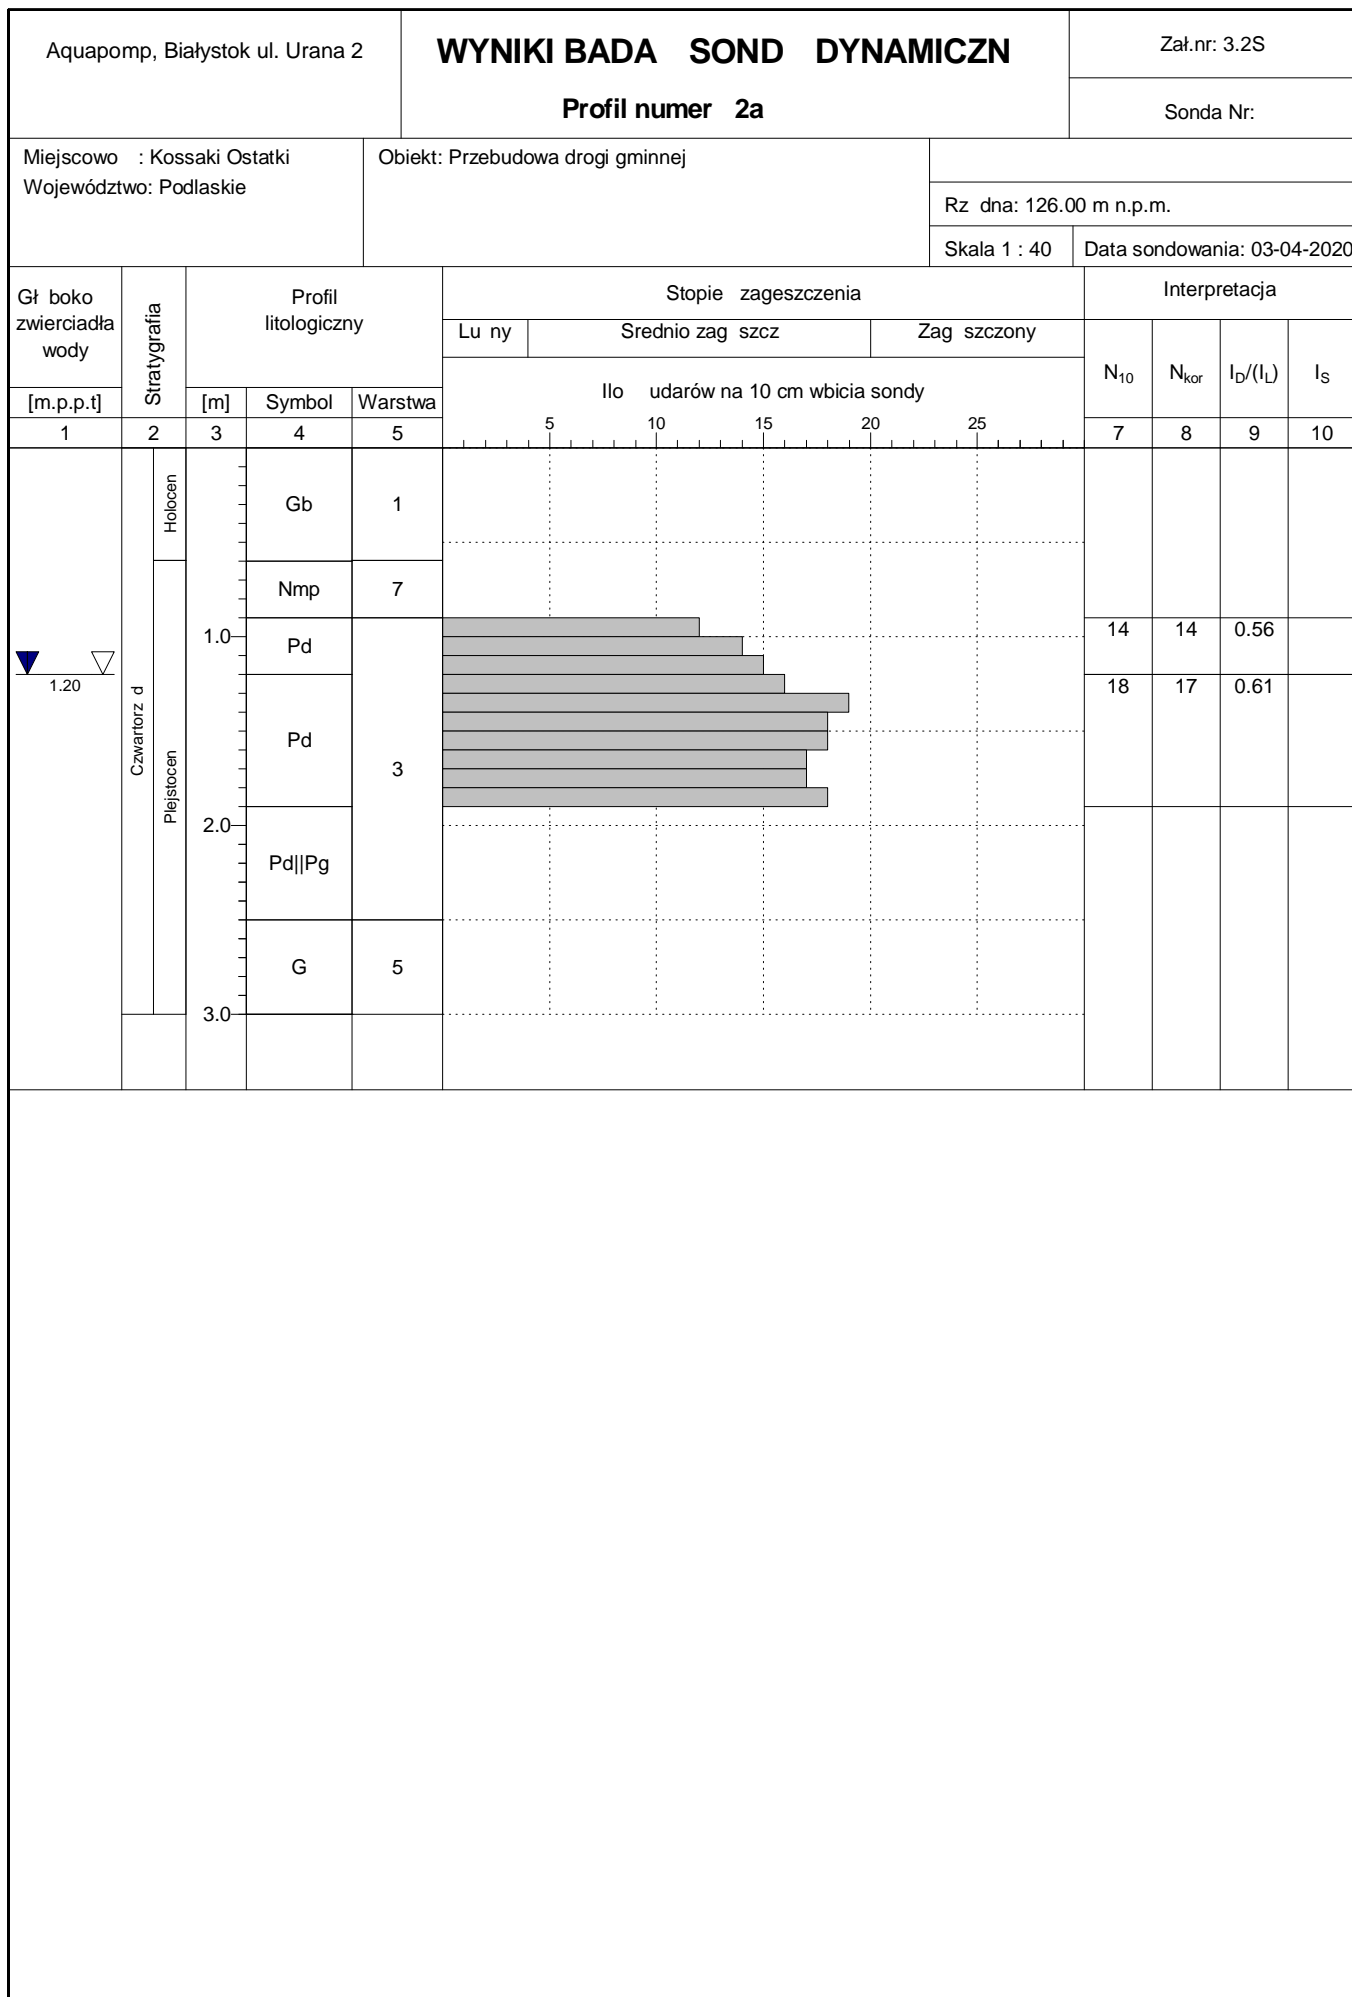 Aquapomp, Białystok ul. Urana 2
WYNIKI BADA SOND DYNAMICZN
Profil numer 2a
Zał.nr: 3.2S
Sonda Nr:
Miejscowo : Kossaki Ostatki
Województwo: Podlaskie
Obiekt: Przebudowa drogi gminnej
Rz dna: 126.00 m n.p.m.
Skala 1 : 40
Data sondowania: 03-04-2020
Gł boko
zwierciadła
wody
[m.p.p.t]
Stratygrafia
Profil
litologiczny
[m]
Symbol
Warstwa
Stopie zageszczenia
Lu ny
Srednio zag szcz
Zag szczony
Ilo udarów na 10 cm wbicia sondy
5 10 15 20 25
Interpretacja
N10
Nkor
ID/(IL)
IS
1 2 3 4 5 7 8 9 10
Holocen
Gb 1
Nmp 7
1.0
Pd
14 14 0.56
1.20
18 17 0.61
Czwartorz d
Plejstocen
Pd
3
2.0
Pd||Pg
G 5
3.0